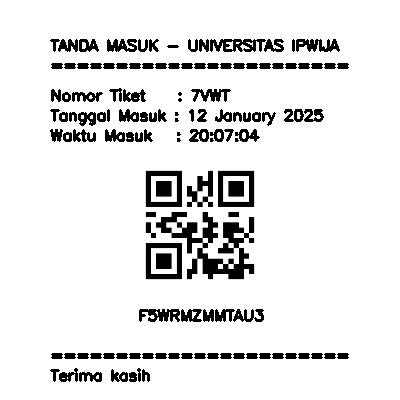 TANDA MASUK - UNIVERSITAS IPWIJA
========================
Nomor Tiket : 7VWT
Tanggal Masuk : 12 January 2025
Waktu Masuk : 20:07:04
F5WRMZMMTAU3
========================
Terima kasih